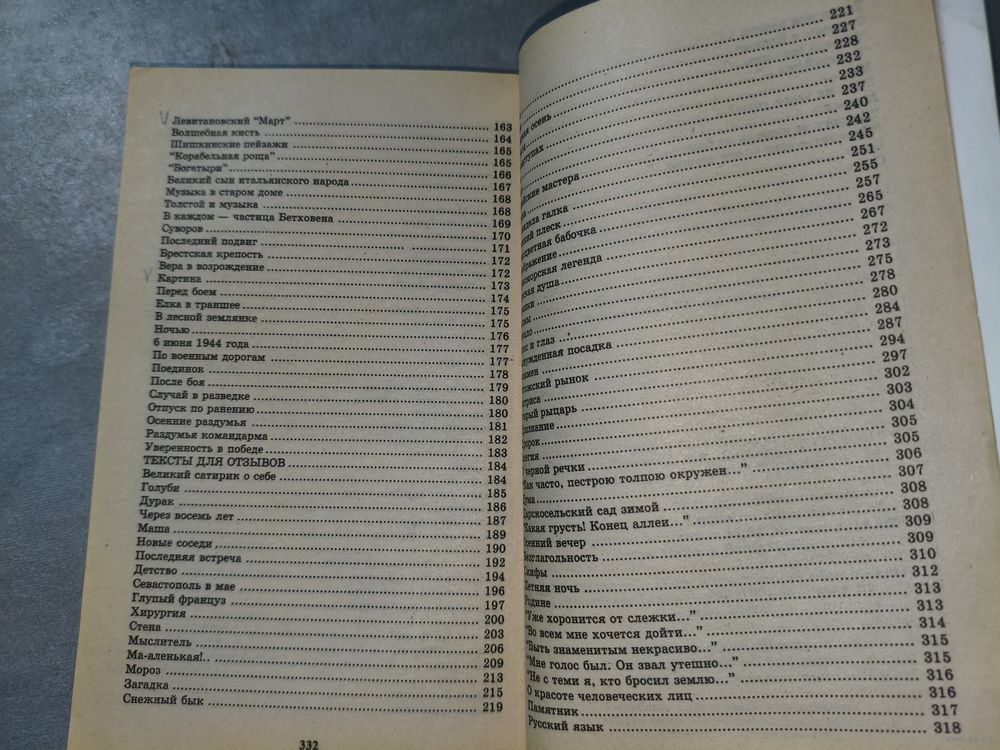 Левитановский "Март" 163
Волшебная кисть 164
Шишкинские пейзажи 165
"Корабельная роща" 165
"Богатыри" 166
Великий сын итальянского народа 167
Музыка в старом доме 168
Толстой и музыка 168
В каждом — частица Бетховена 169
Суворов 170
Последний подвиг 171
Брестская крепость 172
Вера в возрождение 172
Картина 173
Перед боем 174
Елка в траншее 175
В лесной землянке 175
Ночью 176
6 июня 1944 года 177
По военным дорогам 177
Поединок 178
После боя 179
Случай в разведке 180
Отпуск по ранению 180
Осенние раздумья 181
Раздумья командарма 182
Уверенность в победе 183
ТЕКСТЫ ДЛЯ ОТЗЫВОВ 184
Великий сатирик о себе 184
Голуби 185
Дурак 186
Через восемь лет 187
Маша 189
Новые соседи 190
Последняя встреча 192
Детство 194
Севастополь в мае 196
Глупый француз 197
Хирургия 200
Стена 203
Мыслитель 206
Ма-аленькая!.. 209
Мороз 213
Загадка 215
Снежный бык 219
332
221
227
228
осень 232
233
тупах 237
240
йские мастера 242
245
галка 251
плеск 255
цветная бабочка 257
бражение 265
морская легенда 267
душа 272
273
275
278
и глаз 280
ужденная посадка 284
287
рынок 294
297
рыцарь 302
знание 303
304
305
черной речки 305
"Как часто, пестрою толпою окружен..." 306
Дума 307
Царскосельский сад зимой 308
"Какая грусть! Конец аллеи..." 308
Осенний вечер 309
Безглагольность 309
Скифы 310
Летняя ночь 312
Родине 313
"Уже хоронится от слежки..." 313
"Во всем мне хочется дойти..." 314
"Быть знаменитым некрасиво..." 315
"Мне голос был. Он звал утешно..." 315
"Не с теми я, кто бросил землю..." 316
О красоте человеческих лиц 316
Памятник 317
Русский язык 318